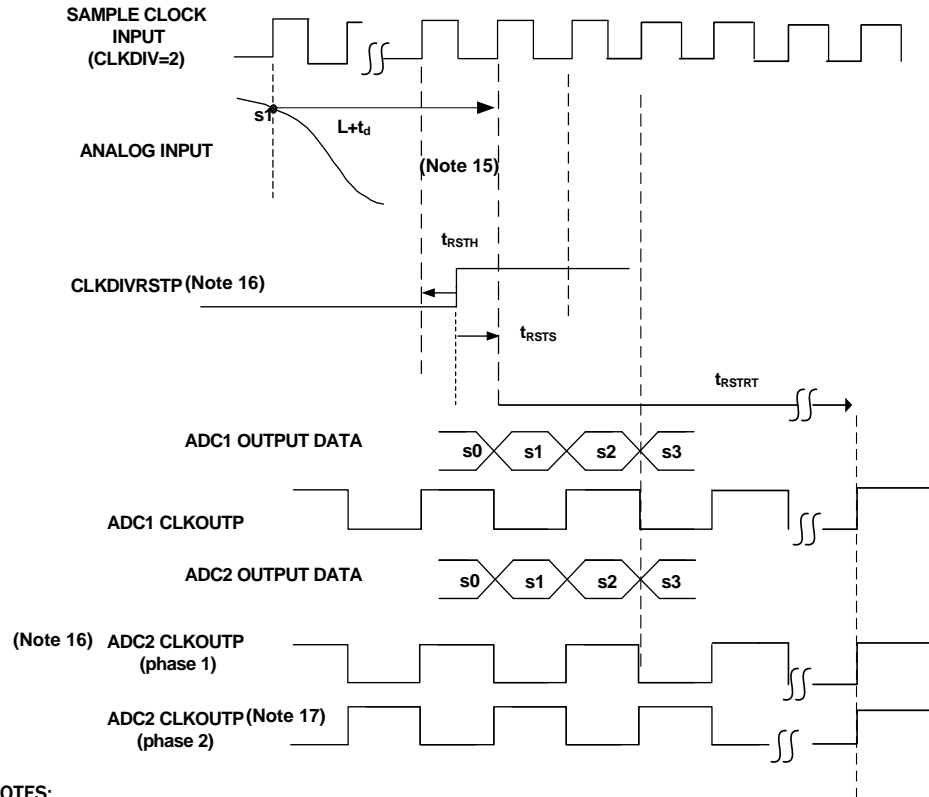 SAMPLE CLOCK
INPUT
(CLKDIV=2)
s1
L+td
ANALOG INPUT
(Note 15)
tRSTH
CLKDIVRSTP (Note 16)
tRSTS
tRSTRT
ADC1 OUTPUT DATA
s0 s1 s2 s3
ADC1 CLKOUTP
ADC2 OUTPUT DATA
s0 s1 s2 s3
(Note 16) ADC2 CLKOUTP
(phase 1)
ADC2 CLKOUTP (Note 17)
(phase 2)
OTES: